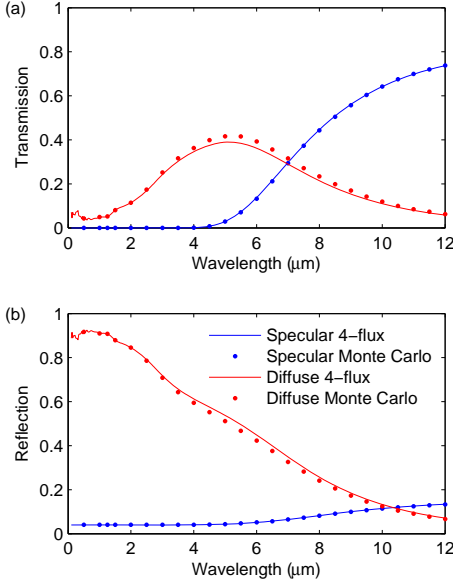 (a)
1
0.8
0.6
0.4
0.2
0
Transmission
0 2 4 6 8 10 12
Wavelength (μm)
(b)
1
0.8
0.6
0.4
0.2
0
Reflection
Specular 4−flux
Specular Monte Carlo
Diffuse 4−flux
Diffuse Monte Carlo
0 2 4 6 8 10 12
Wavelength (μm)